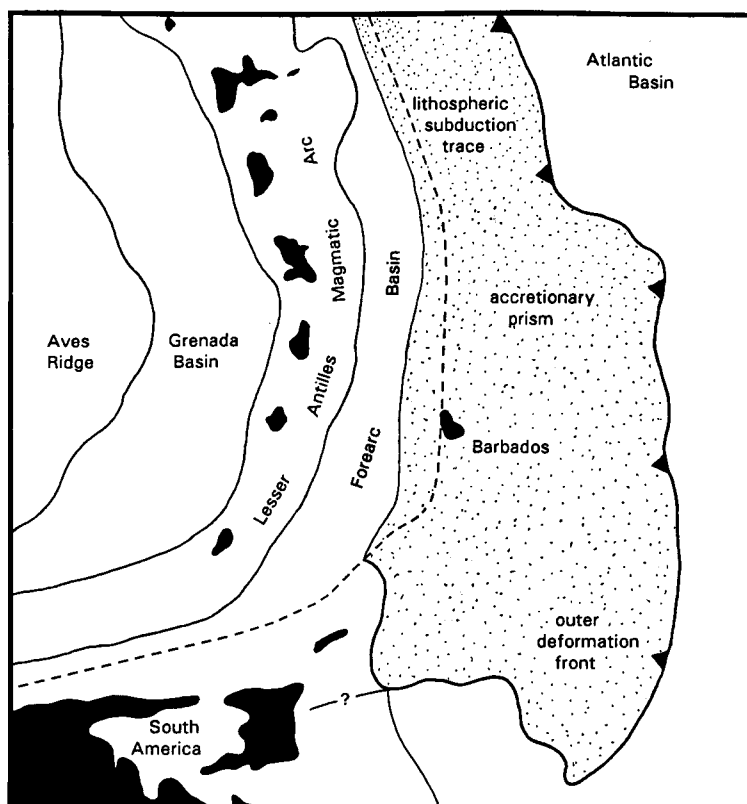 Atlantic
Basin
lithospheric
subduction
trace
Lesser Antilles Magmatic Arc
Forearc Basin
accretionary
prism
Aves
Ridge
Grenada
Basin
Barbados
outer
deformation
front
?
South
America